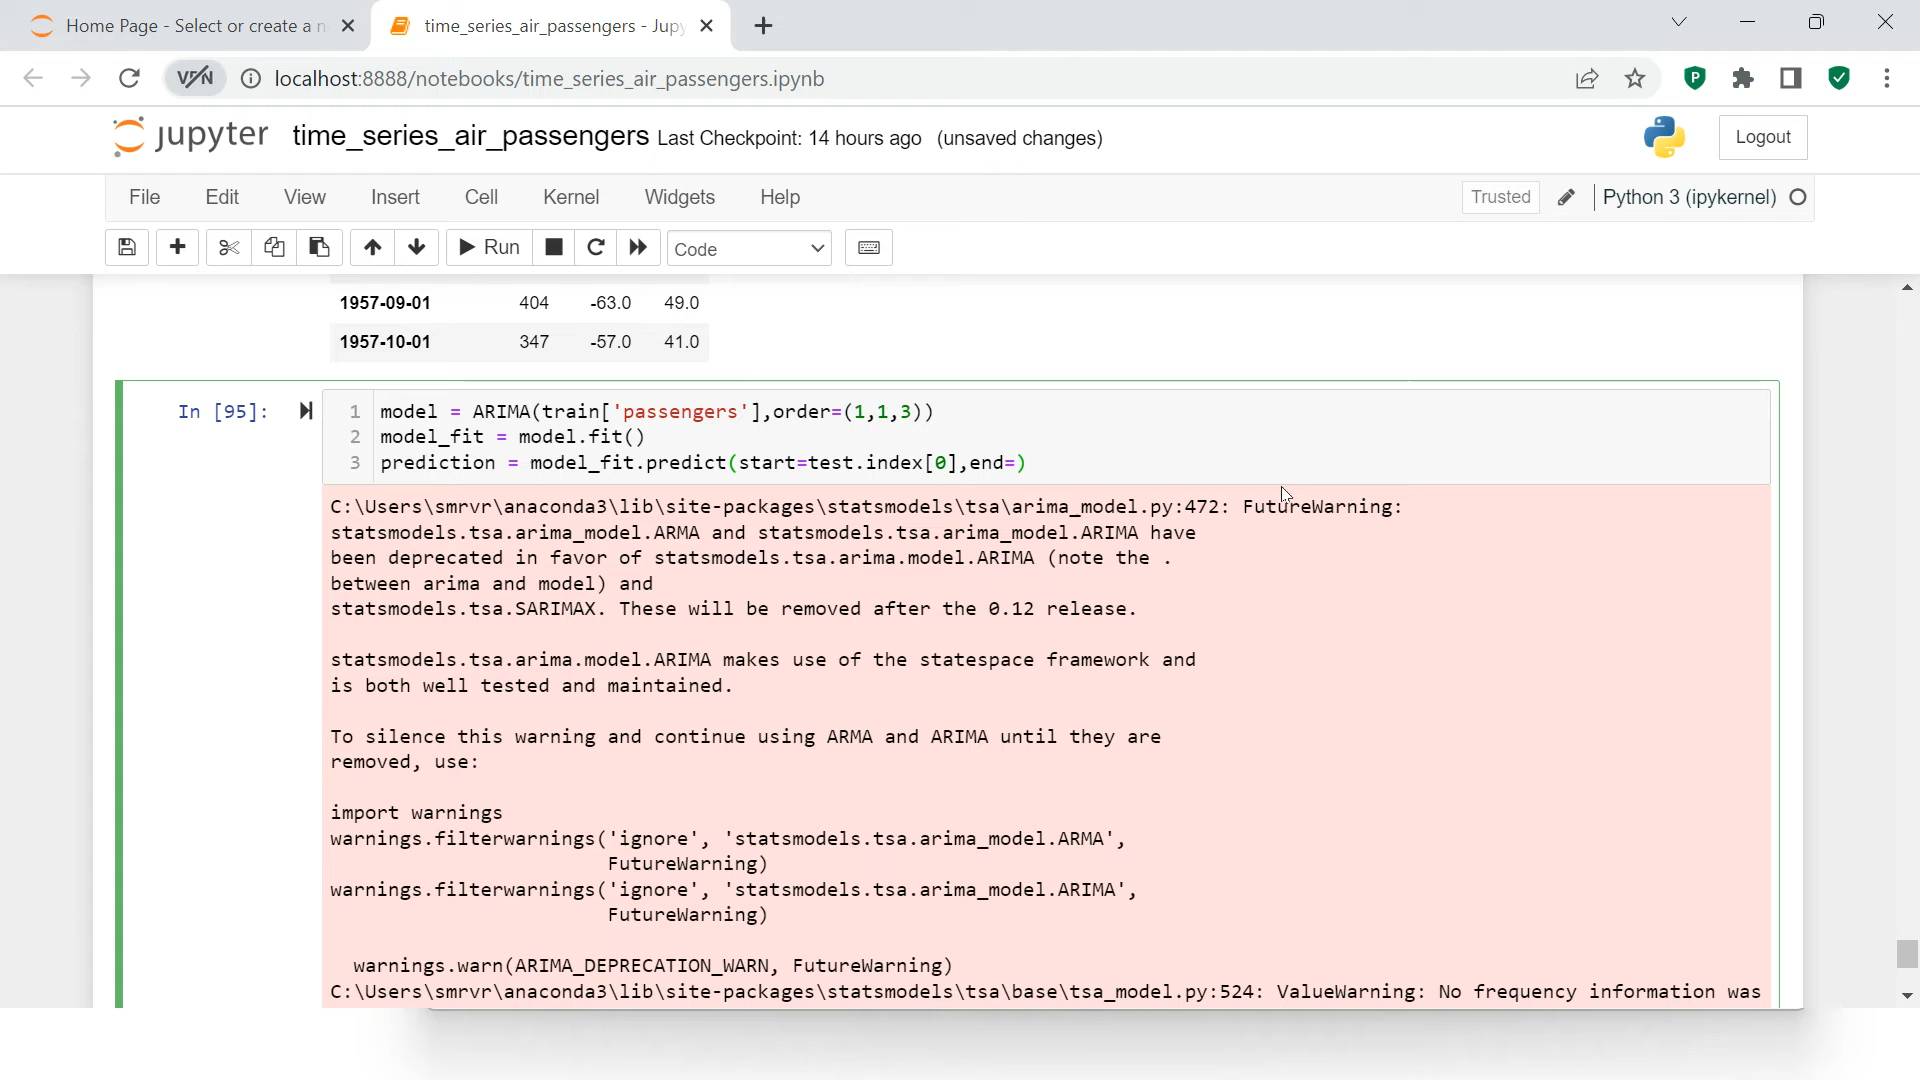 Home Page - Select or create a n
time_series_air_passengers - Jupy
VPN
localhost:8888/notebooks/time_series_air_passengers.ipynb
jupyter time_series_air_passengers Last Checkpoint: 14 hours ago (unsaved changes)
Logout
File Edit View Insert Cell Kernel Widgets Help
Trusted Python 3 (ipykernel)
Run Code
1957-09-01 404 -63.0 49.0
1957-10-01 347 -57.0 41.0
In [95]:
1 model = ARIMA(train['passengers'],order=(1,1,3))
2 model_fit = model.fit()
3 prediction = model_fit.predict(start=test.index[0],end=)
C:\Users\smrvr\anaconda3\lib\site-packages\statsmodels\tsa\arima_model.py:472: FutureWarning:
statsmodels.tsa.arima_model.ARMA and statsmodels.tsa.arima_model.ARIMA have
been deprecated in favor of statsmodels.tsa.arima.model.ARIMA (note the .
between arima and model) and
statsmodels.tsa.SARIMAX. These will be removed after the 0.12 release.
statsmodels.tsa.arima.model.ARIMA makes use of the statespace framework and
is both well tested and maintained.
To silence this warning and continue using ARMA and ARIMA until they are
removed, use:
import warnings
warnings.filterwarnings('ignore', 'statsmodels.tsa.arima_model.ARMA',
FutureWarning)
warnings.filterwarnings('ignore', 'statsmodels.tsa.arima_model.ARIMA',
FutureWarning)
warnings.warn(ARIMA_DEPRECATION_WARN, FutureWarning)
C:\Users\smrvr\anaconda3\lib\site-packages\statsmodels\tsa\base\tsa_model.py:524: ValueWarning: No frequency information was